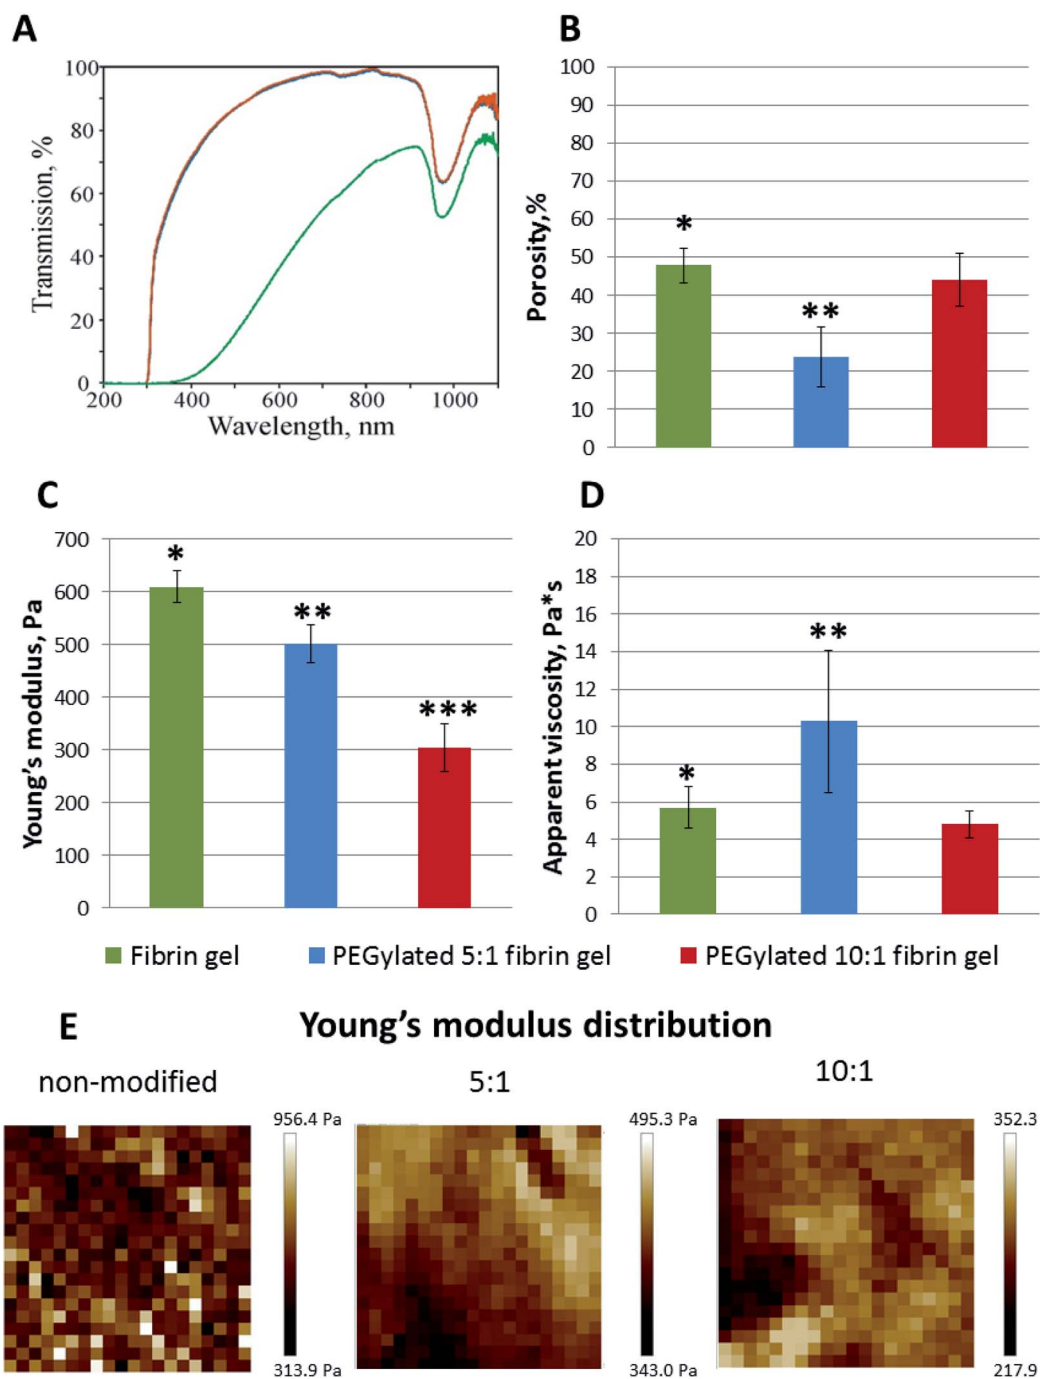 A
Transmission, %
100
80
60
40
20
0
200 400 600 800 1000
Wavelength, nm
B
Porosity,%
100
90
80
70
60
50
40
30
20
10
0
*
**
C
Young's modulus, Pa
700
600
500
400
300
200
100
0
*
**
***
D
Apparent viscosity, Pa*s
20
18
16
14
12
10
8
6
4
2
0
*
**
Fibrin gel
PEGylated 5:1 fibrin gel
PEGylated 10:1 fibrin gel
E
Young's modulus distribution
non-modified
5:1
10:1
956.4 Pa
313.9 Pa
495.3 Pa
343.0 Pa
352.3
217.9